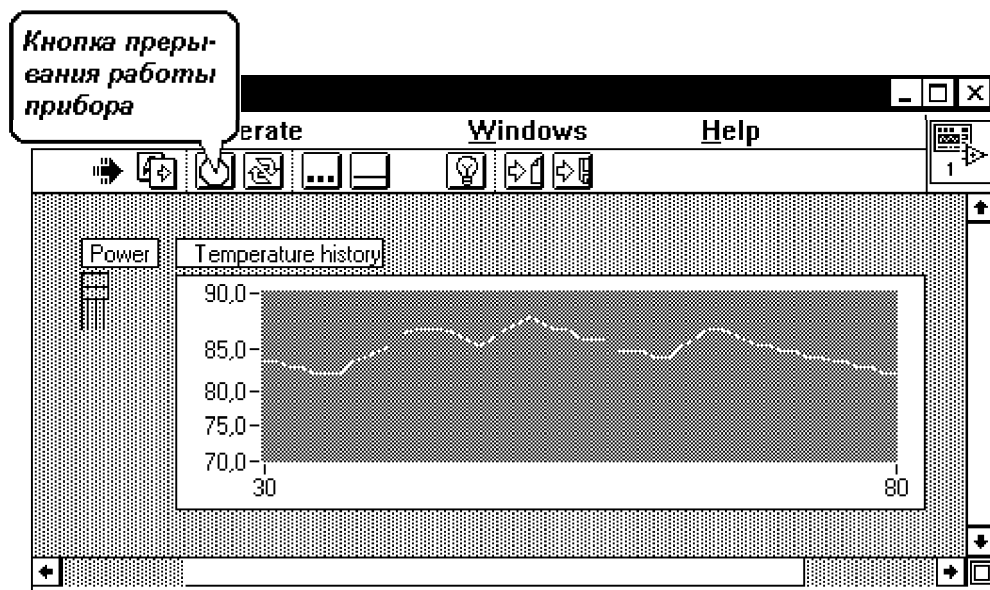 Кнопка преры-
вания работы
прибора
erate Windows Help
1
Power Temperature history
90,0
85,0
80,0
75,0
70,0
30 80